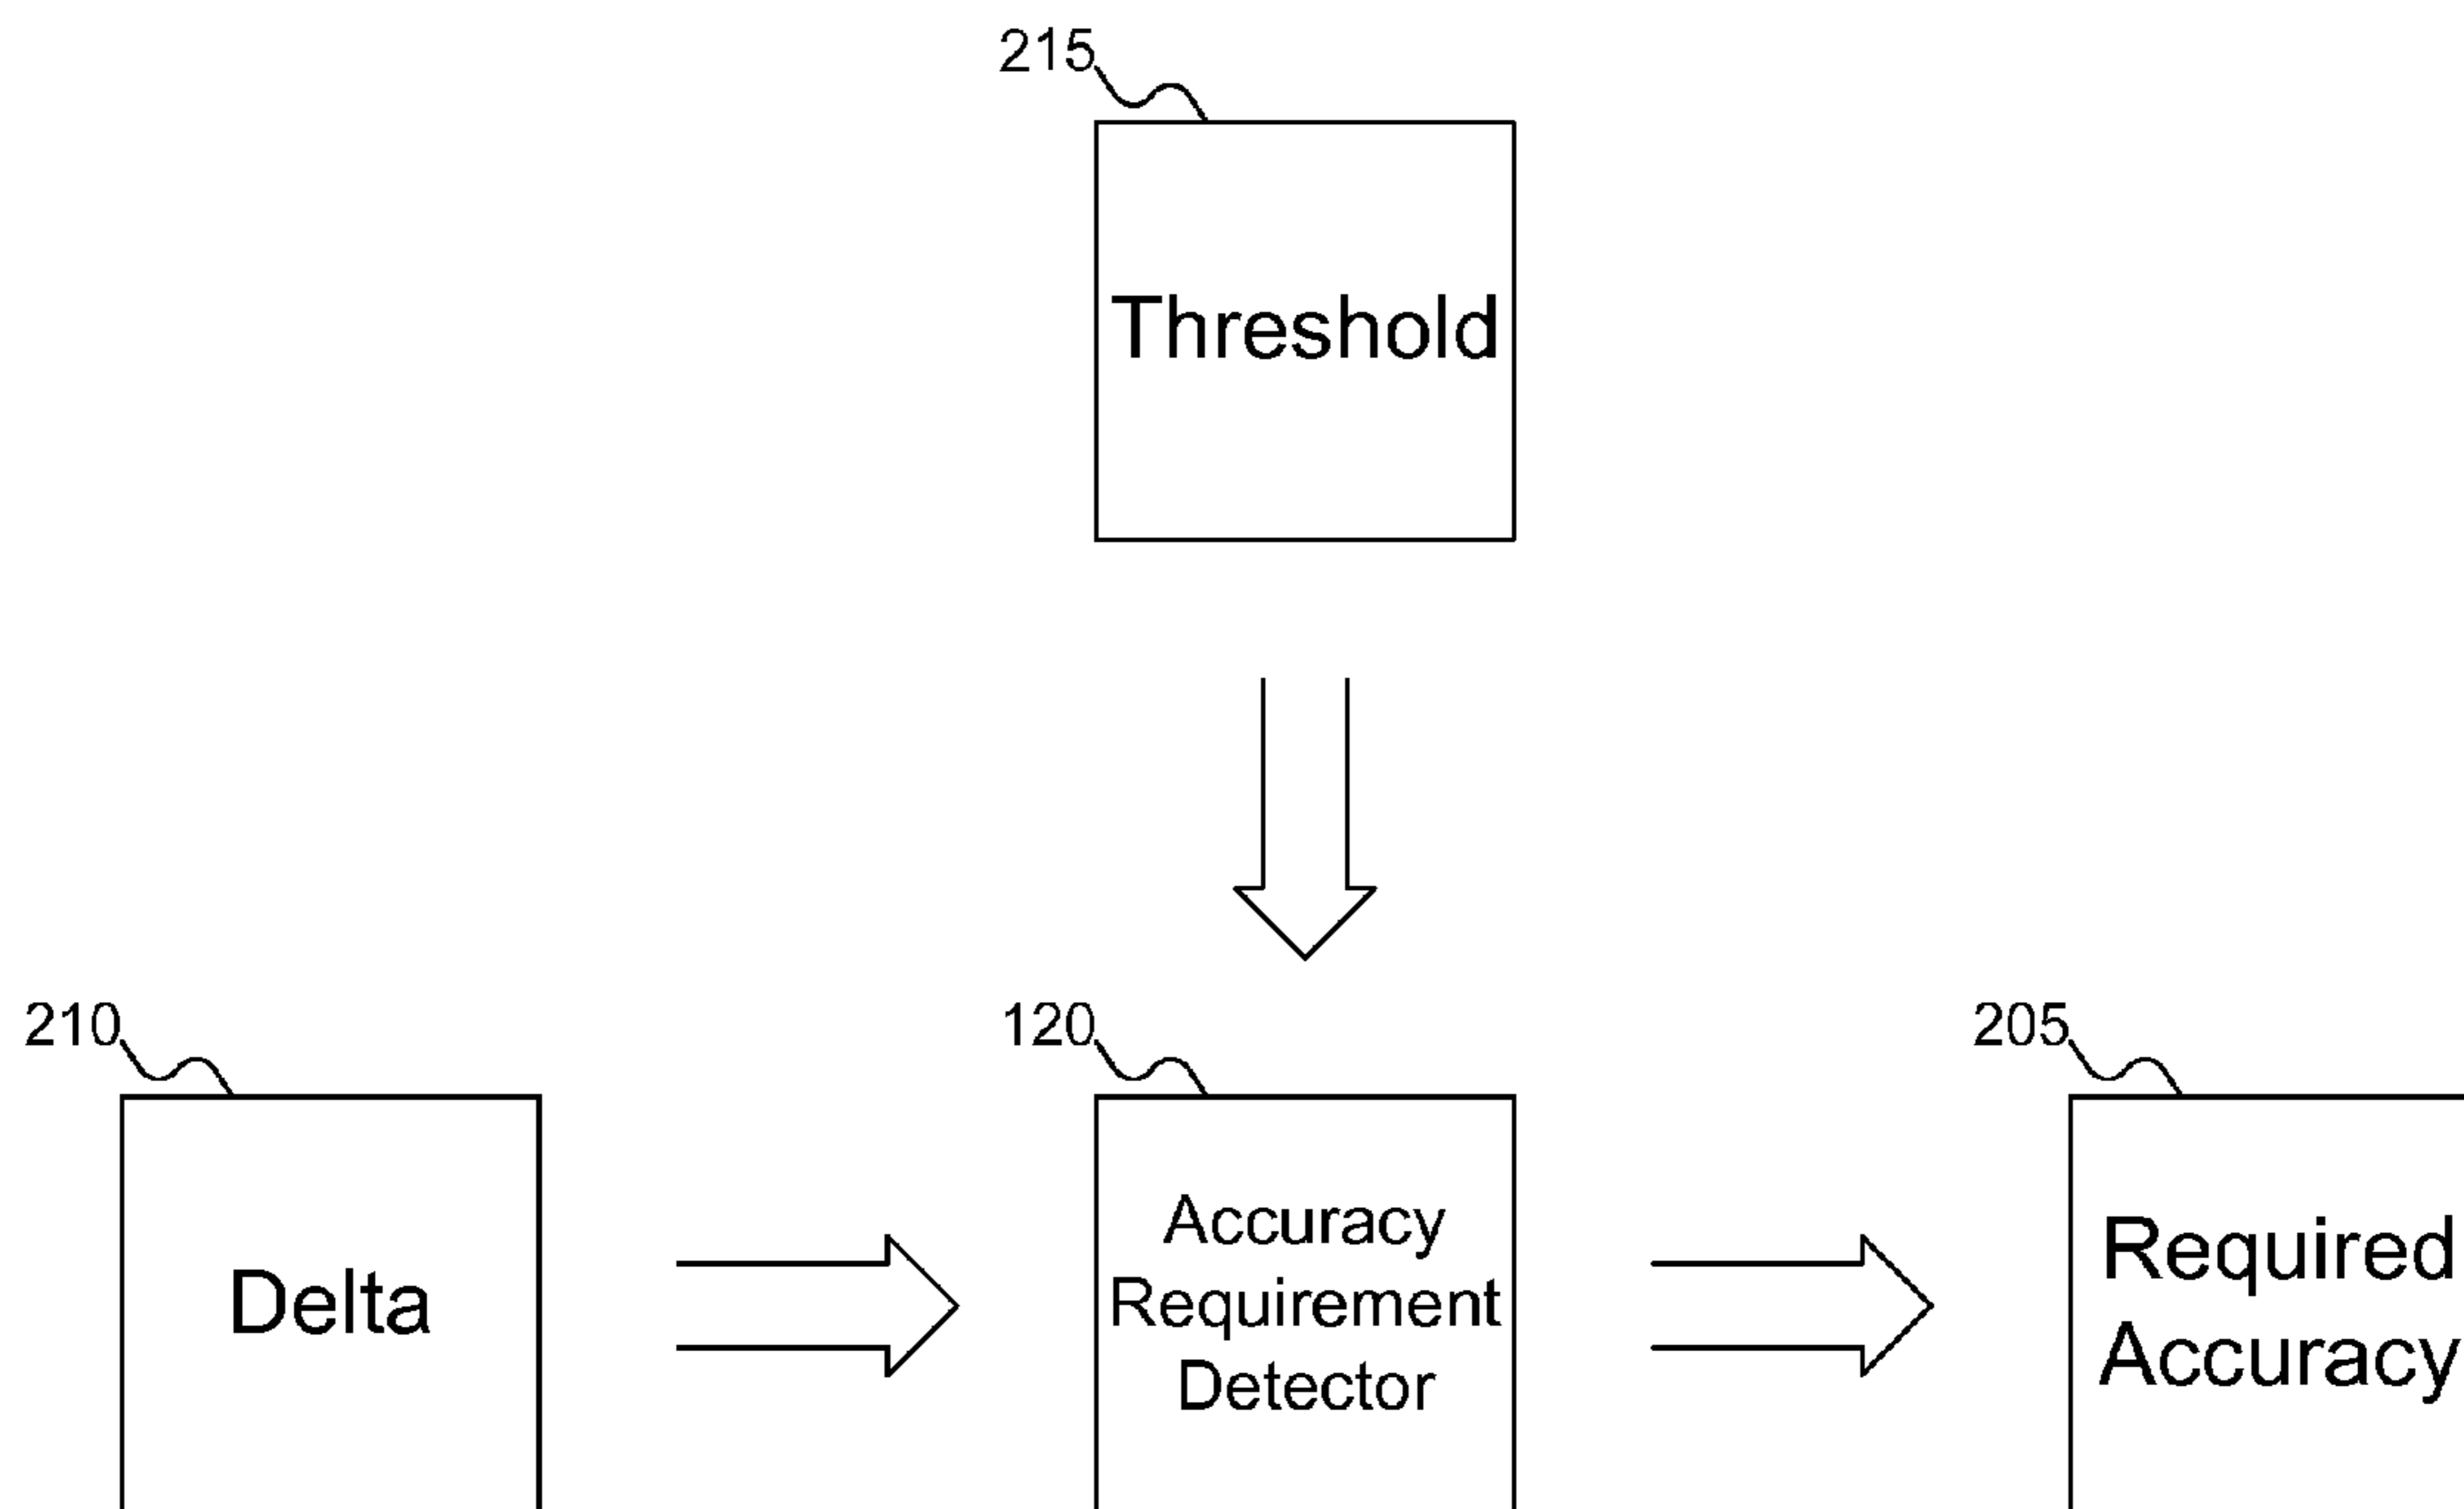 215
Threshold
210
120
205
Delta
Accuracy
Requirement
Detector
Required
Accuracy